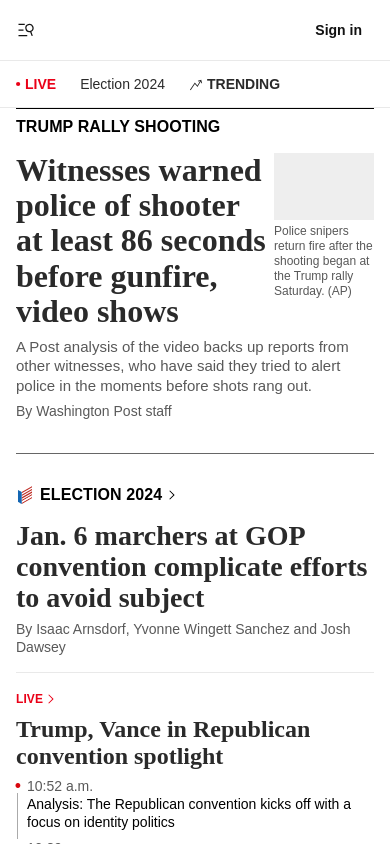 Sign in
LIVE
Election 2024
TRENDING
TRUMP RALLY SHOOTING
Witnesses warned
police of shooter
at least 86 seconds
before gunfire,
video shows
Police snipers
return fire after the
shooting began at
the Trump rally
Saturday. (AP)
A Post analysis of the video backs up reports from
other witnesses, who have said they tried to alert
police in the moments before shots rang out.
By Washington Post staff
ELECTION 2024
Jan. 6 marchers at GOP
convention complicate efforts
to avoid subject
By Isaac Arnsdorf, Yvonne Wingett Sanchez and Josh
Dawsey
LIVE
Trump, Vance in Republican
convention spotlight
10:52 a.m.
Analysis: The Republican convention kicks off with a
focus on identity politics